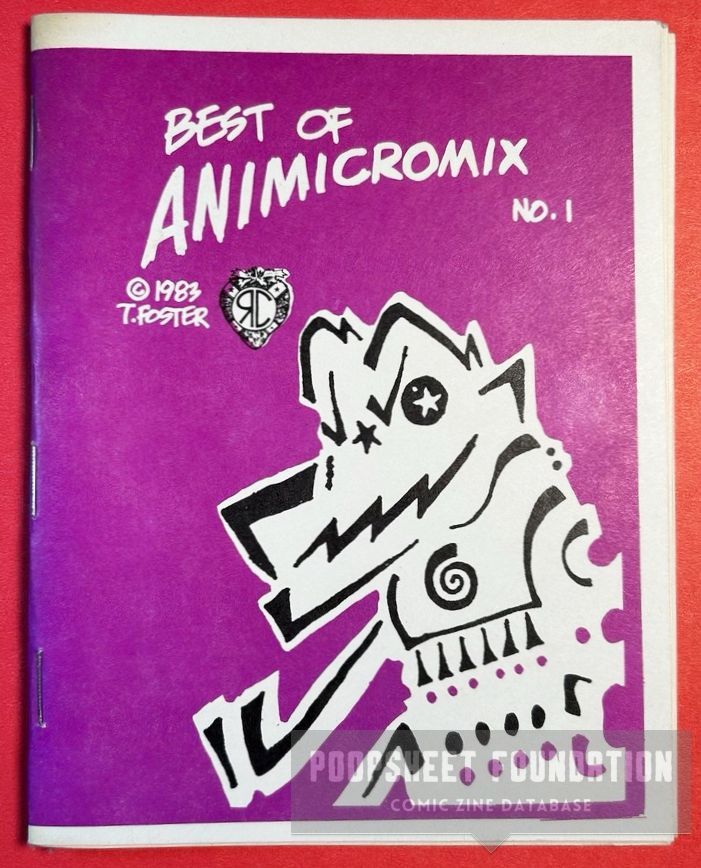 BEST OF
ANIMICROMIX
NO. 1
© 1983
T. FOSTER
RC
POOPSHEET FOUNDATION
COMIC ZINE DATABASE